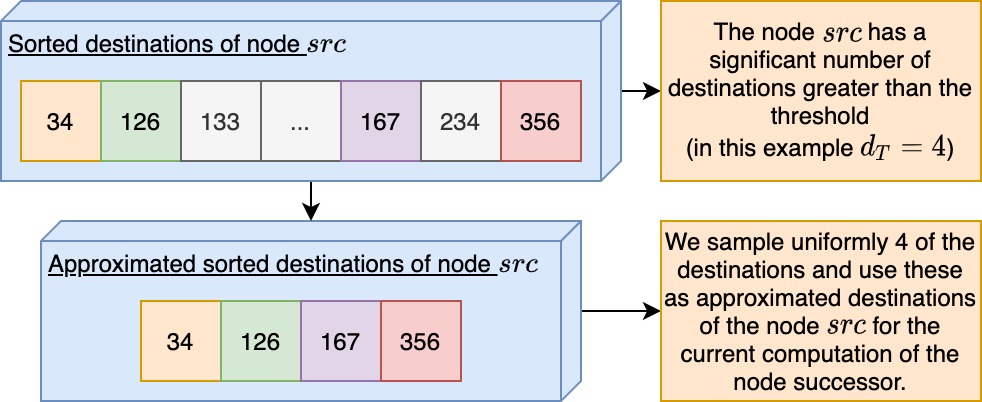 Sorted destinations of node src
34 126 133 ... 167 234 356
The node src has a
significant number of
destinations greater than the
threshold
(in this example d_T = 4)
Approximated sorted destinations of node src
34 126 167 356
We sample uniformly 4 of the
destinations and use these
as approximated destinations
of the node src for the
current computation of the
node successor.